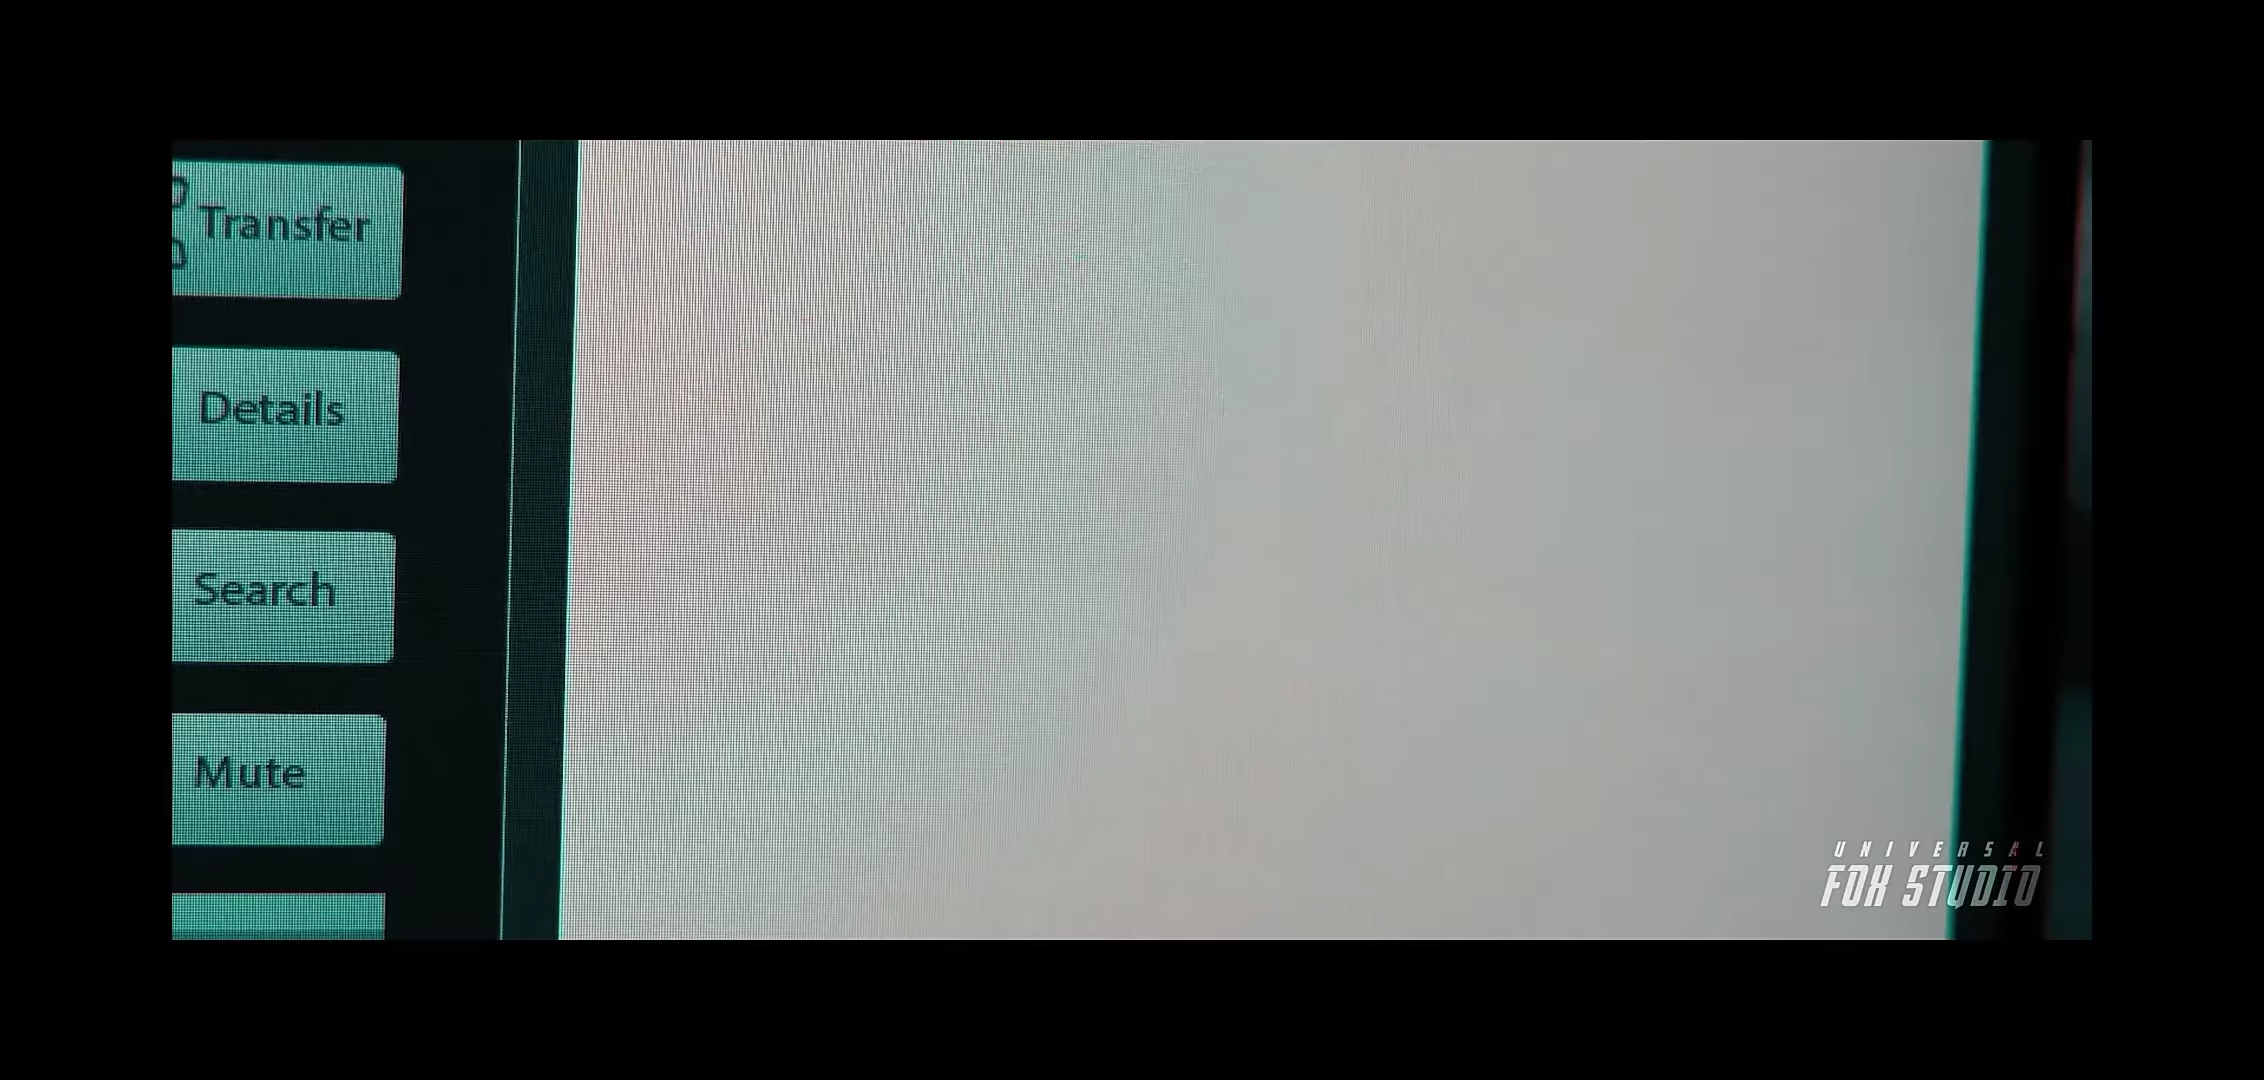 Transfer
Details
Search
Mute
UNIVERSAL
FOX STUDIO